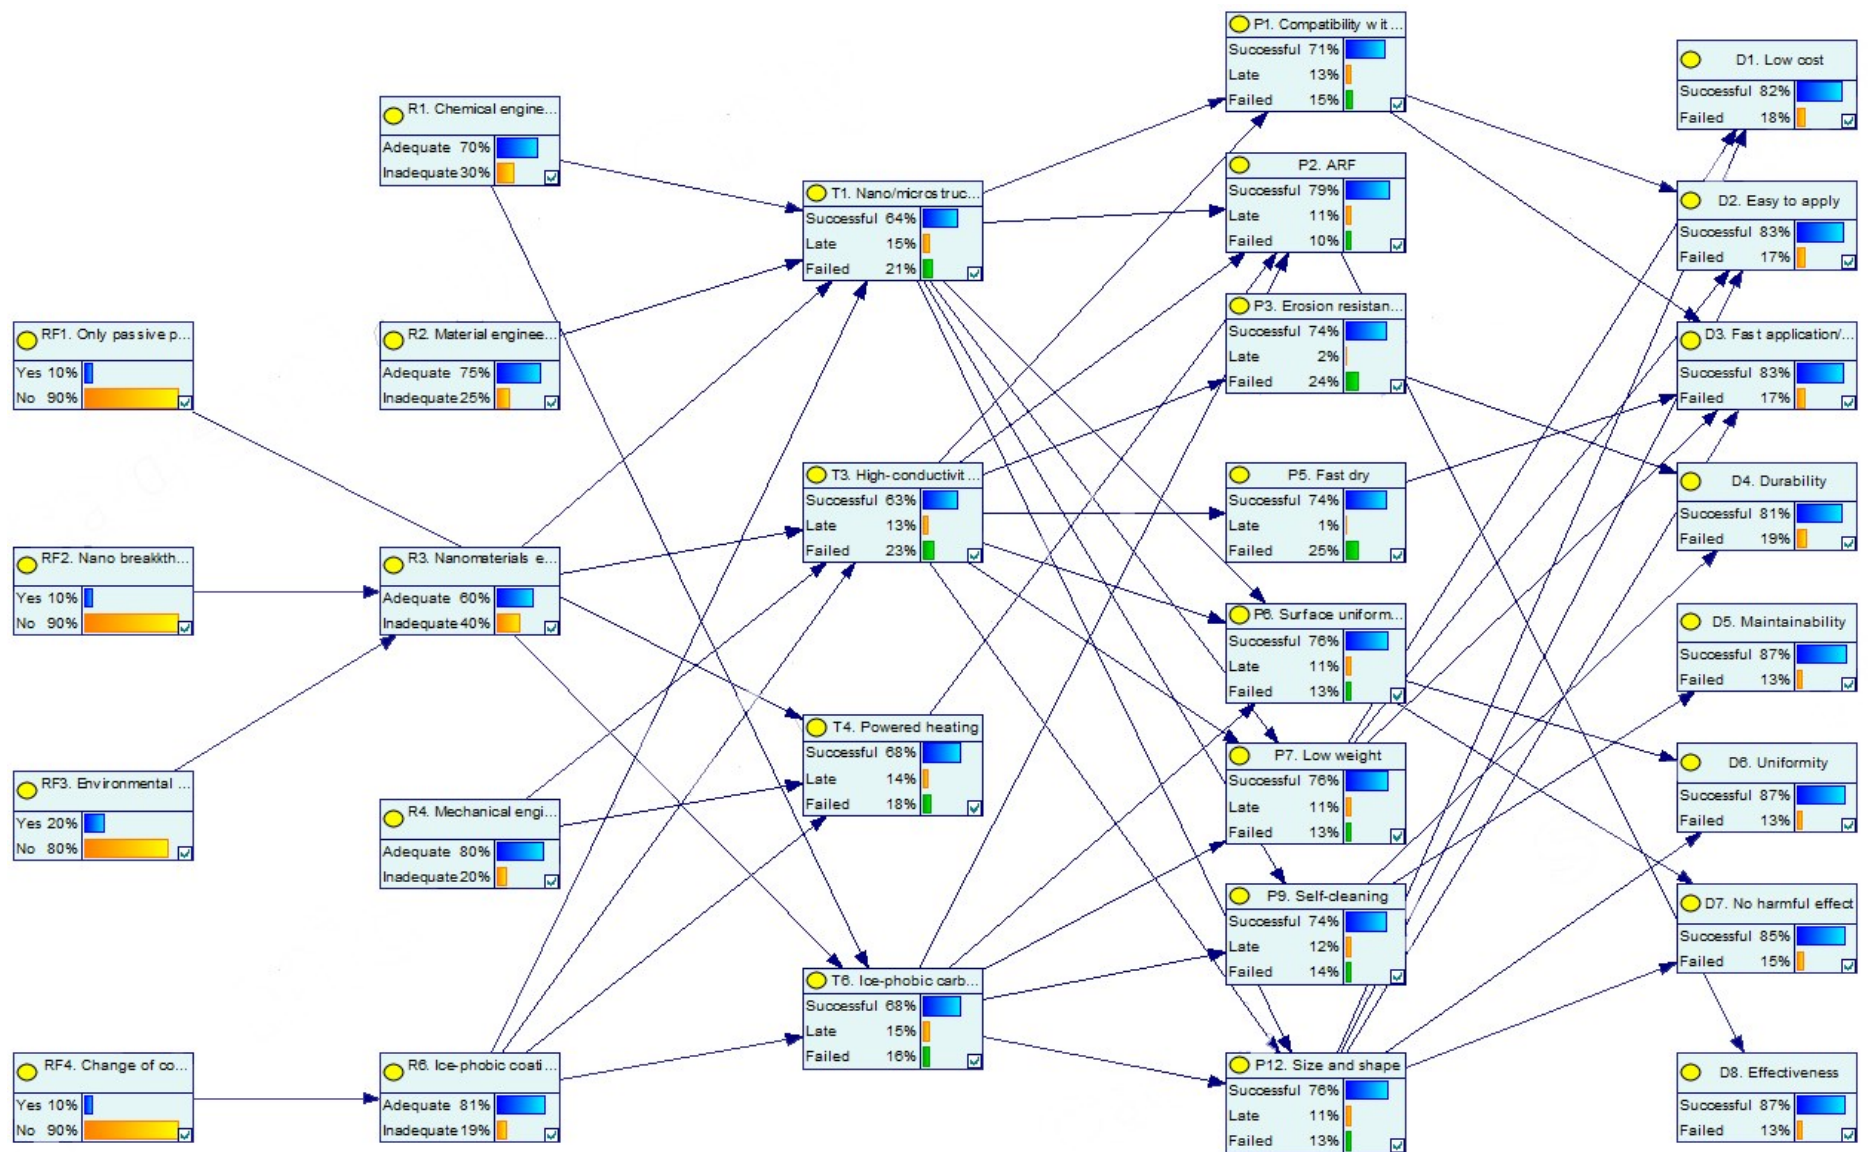 RF1. Only passive p...
Yes 10%
No 90%
RF2. Nano breakkth...
Yes 10%
No 90%
RF3. Environmental ...
Yes 20%
No 80%
RF4. Change of co...
Yes 10%
No 90%
R1. Chemical engine...
Adequate 70%
Inadequate 30%
R2. Material enginee...
Adequate 75%
Inadequate 25%
R3. Nanomaterials e...
Adequate 60%
Inadequate 40%
R4. Mechanical engi...
Adequate 80%
Inadequate 20%
R6. Ice-phobic coati...
Adequate 81%
Inadequate 19%
T1. Nano/microstruc...
Successful 64%
Late 15%
Failed 21%
T3. High-conductivit ...
Successful 63%
Late 13%
Failed 23%
T4. Powered heating
Successful 68%
Late 14%
Failed 18%
T6. Ice-phobic carb...
Successful 68%
Late 15%
Failed 16%
P1. Compatibility wit ...
Successful 71%
Late 13%
Failed 15%
P2. ARF
Successful 79%
Late 11%
Failed 10%
P3. Erosion resistan...
Successful 74%
Late 2%
Failed 24%
P5. Fast dry
Successful 74%
Late 1%
Failed 25%
P6. Surface uniform...
Successful 76%
Late 11%
Failed 13%
P7. Low weight
Successful 76%
Late 11%
Failed 13%
P9. Self-cleaning
Successful 74%
Late 12%
Failed 14%
P12. Size and shape
Successful 76%
Late 11%
Failed 13%
D1. Low cost
Successful 82%
Failed 18%
D2. Easy to apply
Successful 83%
Failed 17%
D3. Fast application/...
Successful 83%
Failed 17%
D4. Durability
Successful 81%
Failed 19%
D5. Maintainability
Successful 87%
Failed 13%
D6. Uniformity
Successful 87%
Failed 13%
D7. No harmful effect
Successful 85%
Failed 15%
D8. Effectiveness
Successful 87%
Failed 13%